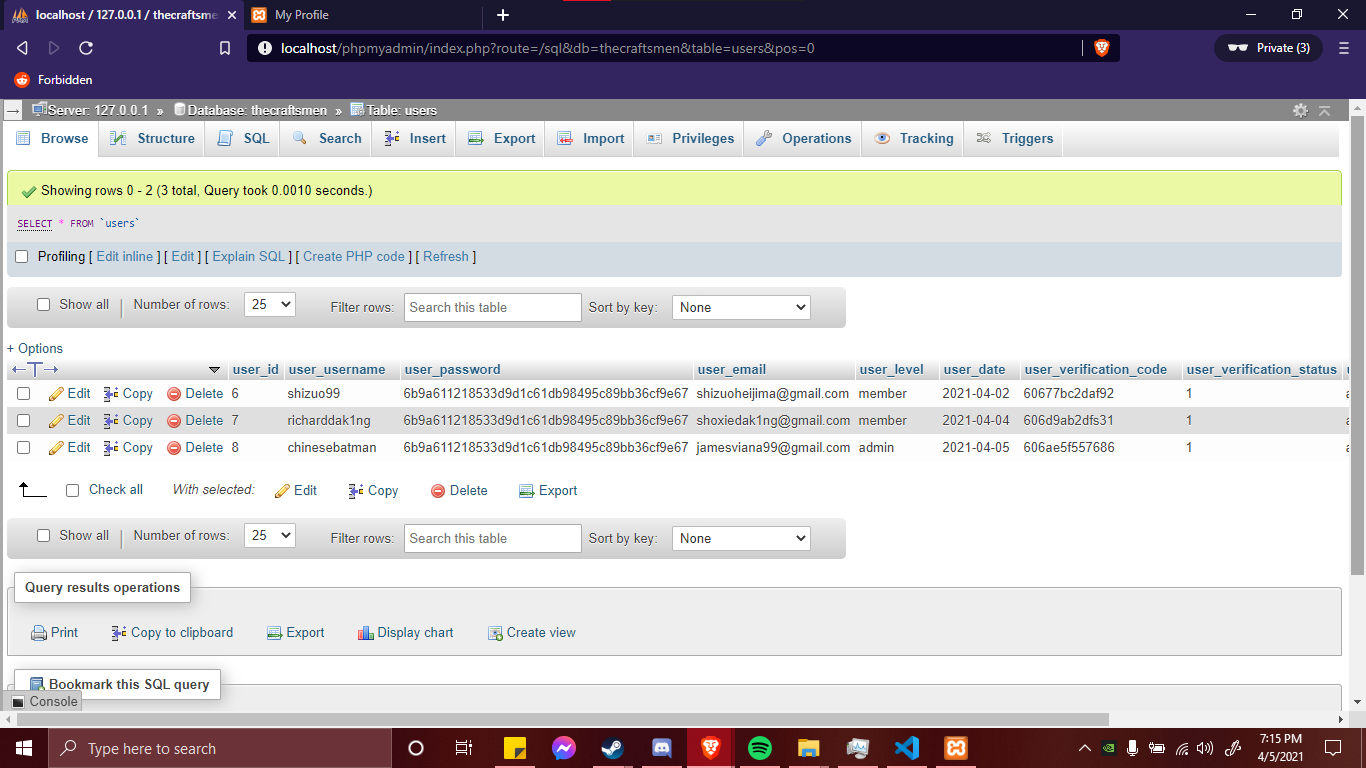 localhost / 127.0.0.1 / thecraftsme
My Profile
localhost/phpmyadmin/index.php?route=/sql&db=thecraftsmen&table=users&pos=0
Private (3)
Forbidden
Server: 127.0.0.1 » Database: thecraftsmen » Table: users
Browse Structure SQL Search Insert Export Import Privileges Operations Tracking Triggers
Showing rows 0 - 2 (3 total, Query took 0.0010 seconds.)
SELECT * FROM `users`
Profiling [ Edit inline ] [ Edit ] [ Explain SQL ] [ Create PHP code ] [ Refresh ]
Show all | Number of rows: 25 Filter rows: Search this table Sort by key: None
+ Options
←T→ user_id user_username user_password user_email user_level user_date user_verification_code user_verification_status
Edit Copy Delete 6 shizuo99 6b9a611218533d9d1c61db98495c89bb36cf9e67 shizuoheijima@gmail.com member 2021-04-02 60677bc2daf92 1
Edit Copy Delete 7 richarddak1ng 6b9a611218533d9d1c61db98495c89bb36cf9e67 shoxiedak1ng@gmail.com member 2021-04-04 606d9ab2dfs31 1
Edit Copy Delete 8 chinesebatman 6b9a611218533d9d1c61db98495c89bb36cf9e67 jamesviana99@gmail.com admin 2021-04-05 606ae5f557686 1
Check all With selected: Edit Copy Delete Export
Show all | Number of rows: 25 Filter rows: Search this table Sort by key: None
Query results operations
Print Copy to clipboard Export Display chart Create view
Bookmark this SQL query
Console
Type here to search
7:15 PM
4/5/2021